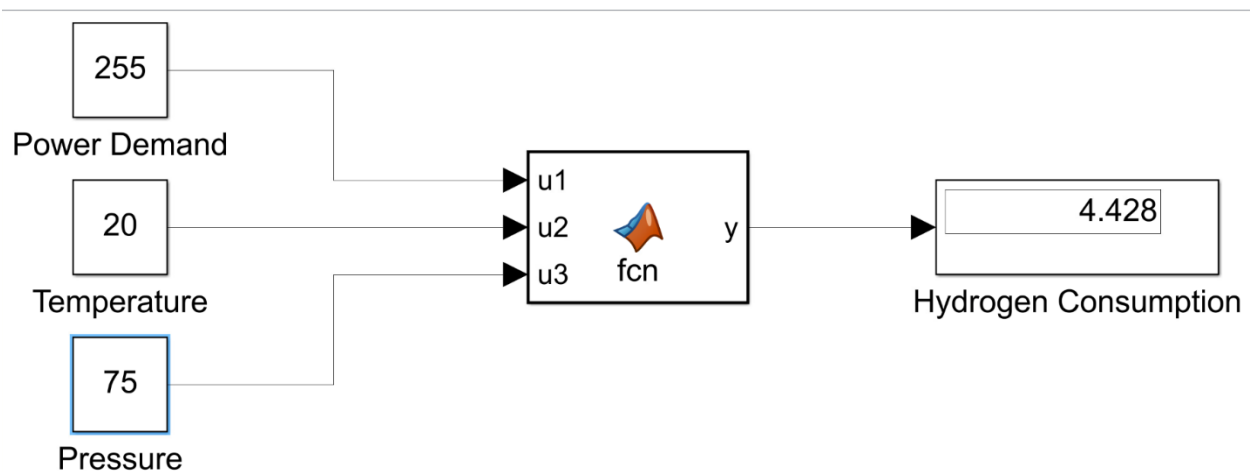 255
Power Demand
20
Temperature
75
Pressure
u1
u2
u3
fcn
y
4.428
Hydrogen Consumption